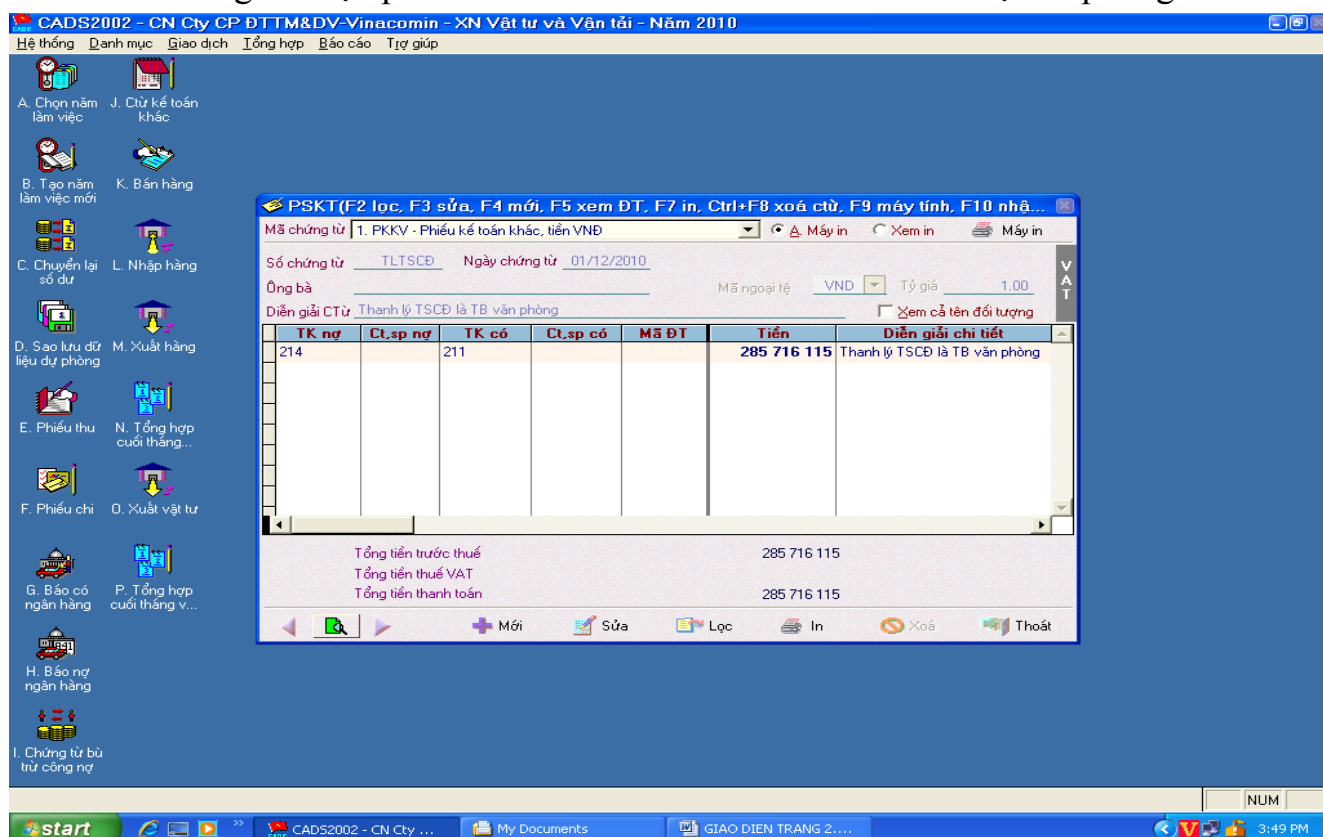 CADS2002 - CN Cty CP ĐTTM&DV-Vinacomin - XN Vật tư và Vận tải - Năm 2010
Hệ thống Danh mục Giao dịch Tổng hợp Báo cáo Trợ giúp
A. Chọn năm làm việc
J. Ctừ kế toán khác
B. Tạo năm làm việc mới
K. Bán hàng
C. Chuyển lại số dư
L. Nhập hàng
D. Sao lưu dữ liệu dự phòng
M. Xuất hàng
E. Phiếu thu
N. Tổng hợp cuối tháng...
F. Phiếu chi
O. Xuất vật tư
G. Báo có ngân hàng
P. Tổng hợp cuối tháng v...
H. Báo nợ ngân hàng
I. Chứng từ bù trừ công nợ
PSKT(F2 lọc, F3 sửa, F4 mới, F5 xem ĐT, F7 in, Ctrl+F8 xoá ctừ, F9 máy tính, F10 nhậ...
Mã chứng từ 1. PKKV - Phiếu kế toán khác, tiền VNĐ A. Máy in Xem in Máy in
Số chứng từ TLTSCĐ Ngày chứng từ 01/12/2010
Ông bà Mã ngoại tệ VND Tỷ giá 1.00
Diễn giải CTừ Thanh lý TSCĐ là TB văn phòng Xem cả tên đối tượng
VAT
TK nợ Ct,sp nợ TK có Ct,sp có Mã ĐT Tiền Diễn giải chi tiết
214 211 285 716 115 Thanh lý TSCĐ là TB văn phòng
Tổng tiền trước thuế 285 716 115
Tổng tiền thuế VAT
Tổng tiền thanh toán 285 716 115
Mới Sửa Lọc In Xoá Thoát
NUM
start CADS2002 - CN Cty ... My Documents GIAO DIEN TRANG 2.... 3:49 PM